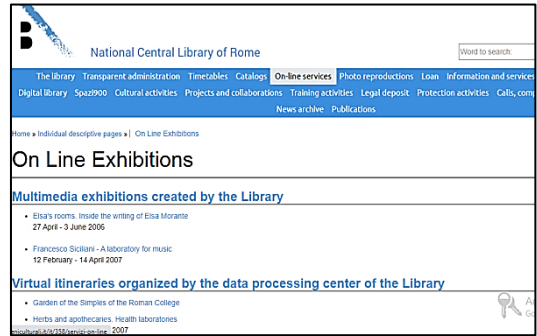 B
National Central Library of Rome
Word to search:
The library Transparent administration Timetables Catalogs On-line services Photo reproductions Loan Information and services
Digital library Spazi900 Cultural activities Projects and collaborations Training activities Legal deposit Protection activities Calls,
News archive Publications
Home » Individual descriptive pages » | On Line Exhibitions
On Line Exhibitions
Multimedia exhibitions created by the Library
Elsa's rooms. Inside the writing of Elsa Morante
27 April - 3 June 2006
Francesco Siciliani - A laboratory for music
12 February - 14 April 2007
Virtual itineraries organized by the data processing center of the Library
Garden of the Simples of the Roman College
Herbs and apothecaries. Health laboratories
2007